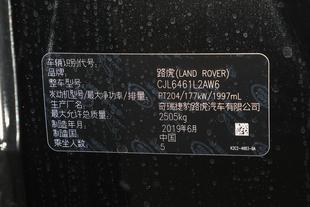 车辆识别代号:
品牌: 路虎(LAND ROVER)
整车型号: CJL6461L2AW6
发动机型号/最大净功率/排量: RT204/177kW/1997mL
生产厂名: 奇瑞捷豹路虎汽车有限公司
最大允许总质量: 2505kg
制造年月: 2019年6月
制造国: 中国
乘坐人数: 5